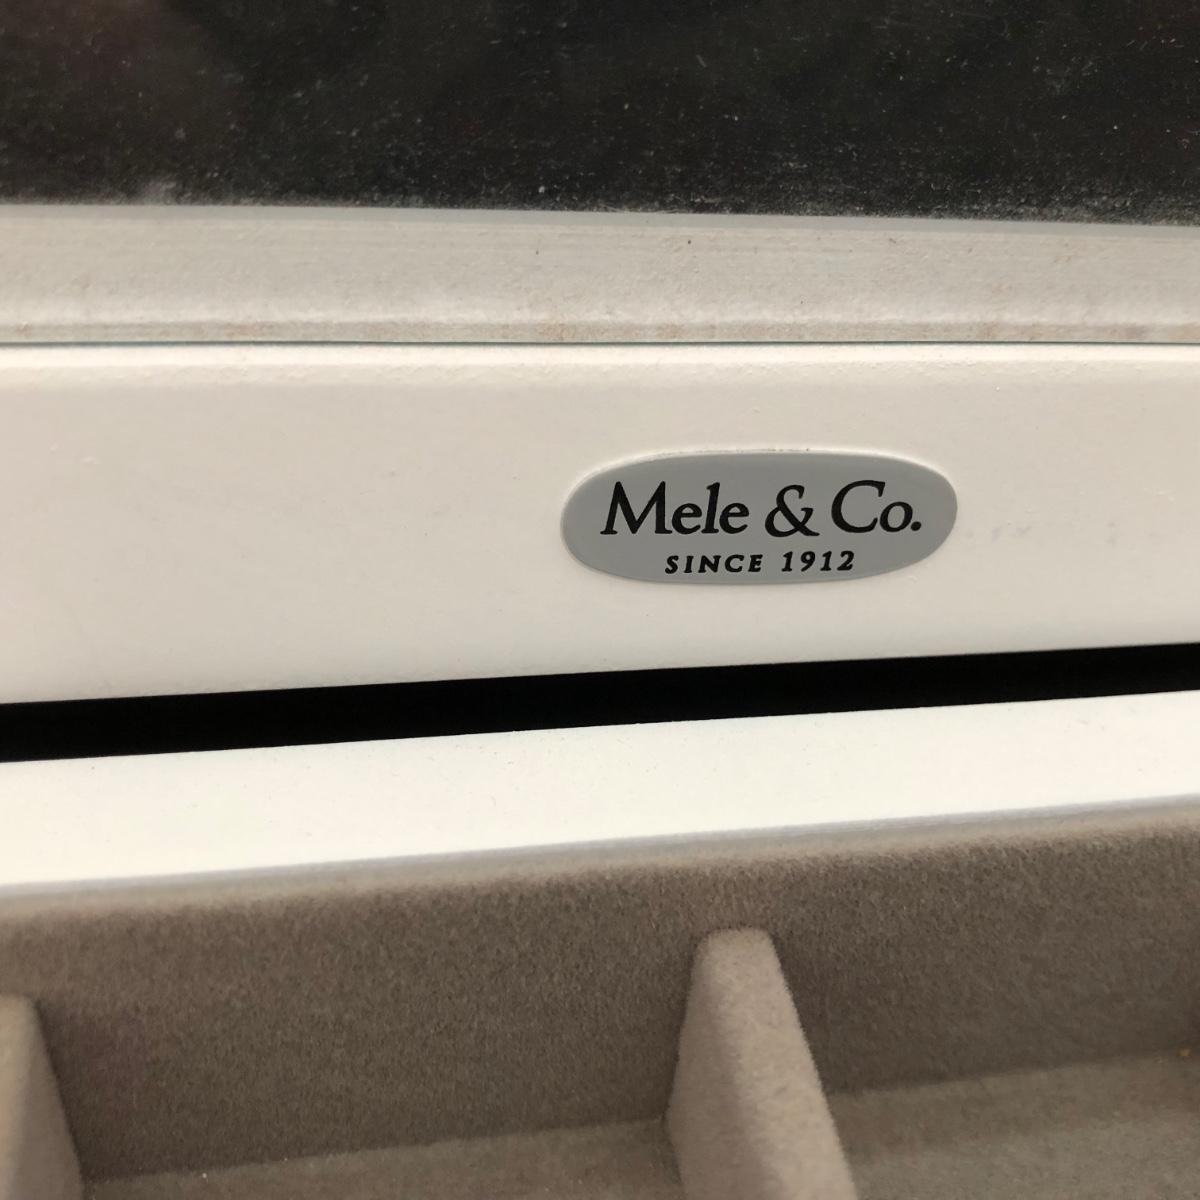 Mele & Co.
SINCE 1912